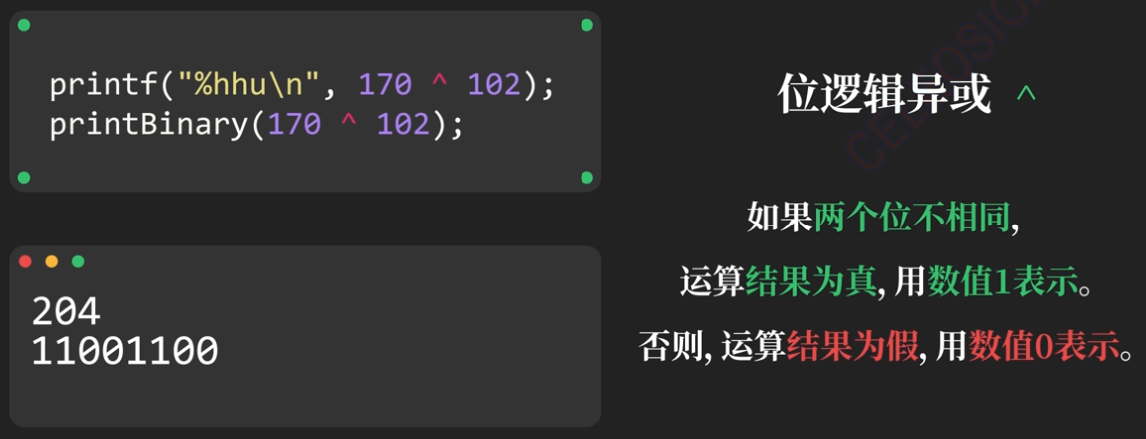 printf("%hhu\n", 170 ^ 102);
printBinary(170 ^ 102);
204
11001100
位逻辑异或 ^
如果两个位不相同,
运算结果为真, 用数值1表示。
否则, 运算结果为假, 用数值0表示。